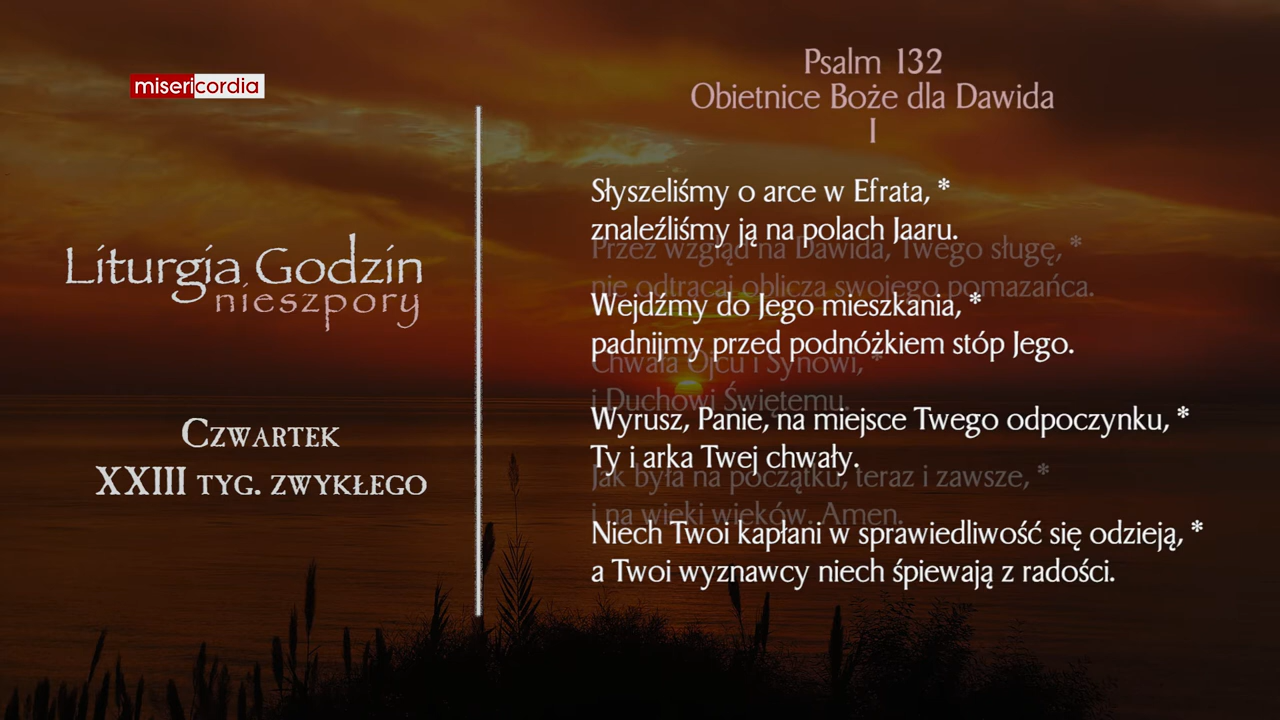 misericordia
Liturgia Godzin
nieszpory
Czwartek
XXIII tyg. zwykłego
Psalm 132
Obietnice Boże dla Dawida
I
Słyszeliśmy o arce w Efrata, *
znaleźliśmy ją na polach Jaaru.
Przez wzgląd na Dawida, Twego sługę, *
nie odtrącaj oblicza swojego pomazańca.
Wejdźmy do Jego mieszkania, *
padnijmy przed podnóżkiem stóp Jego.
Chwała Ojcu i Synowi, *
i Duchowi Świętemu.
Wyrusz, Panie, na miejsce Twego odpoczynku, *
Ty i arka Twej chwały.
Jak była na początku, teraz i zawsze, *
i na wieki wieków. Amen.
Niech Twoi kapłani w sprawiedliwość się odzieją, *
a Twoi wyznawcy niech śpiewają z radości.